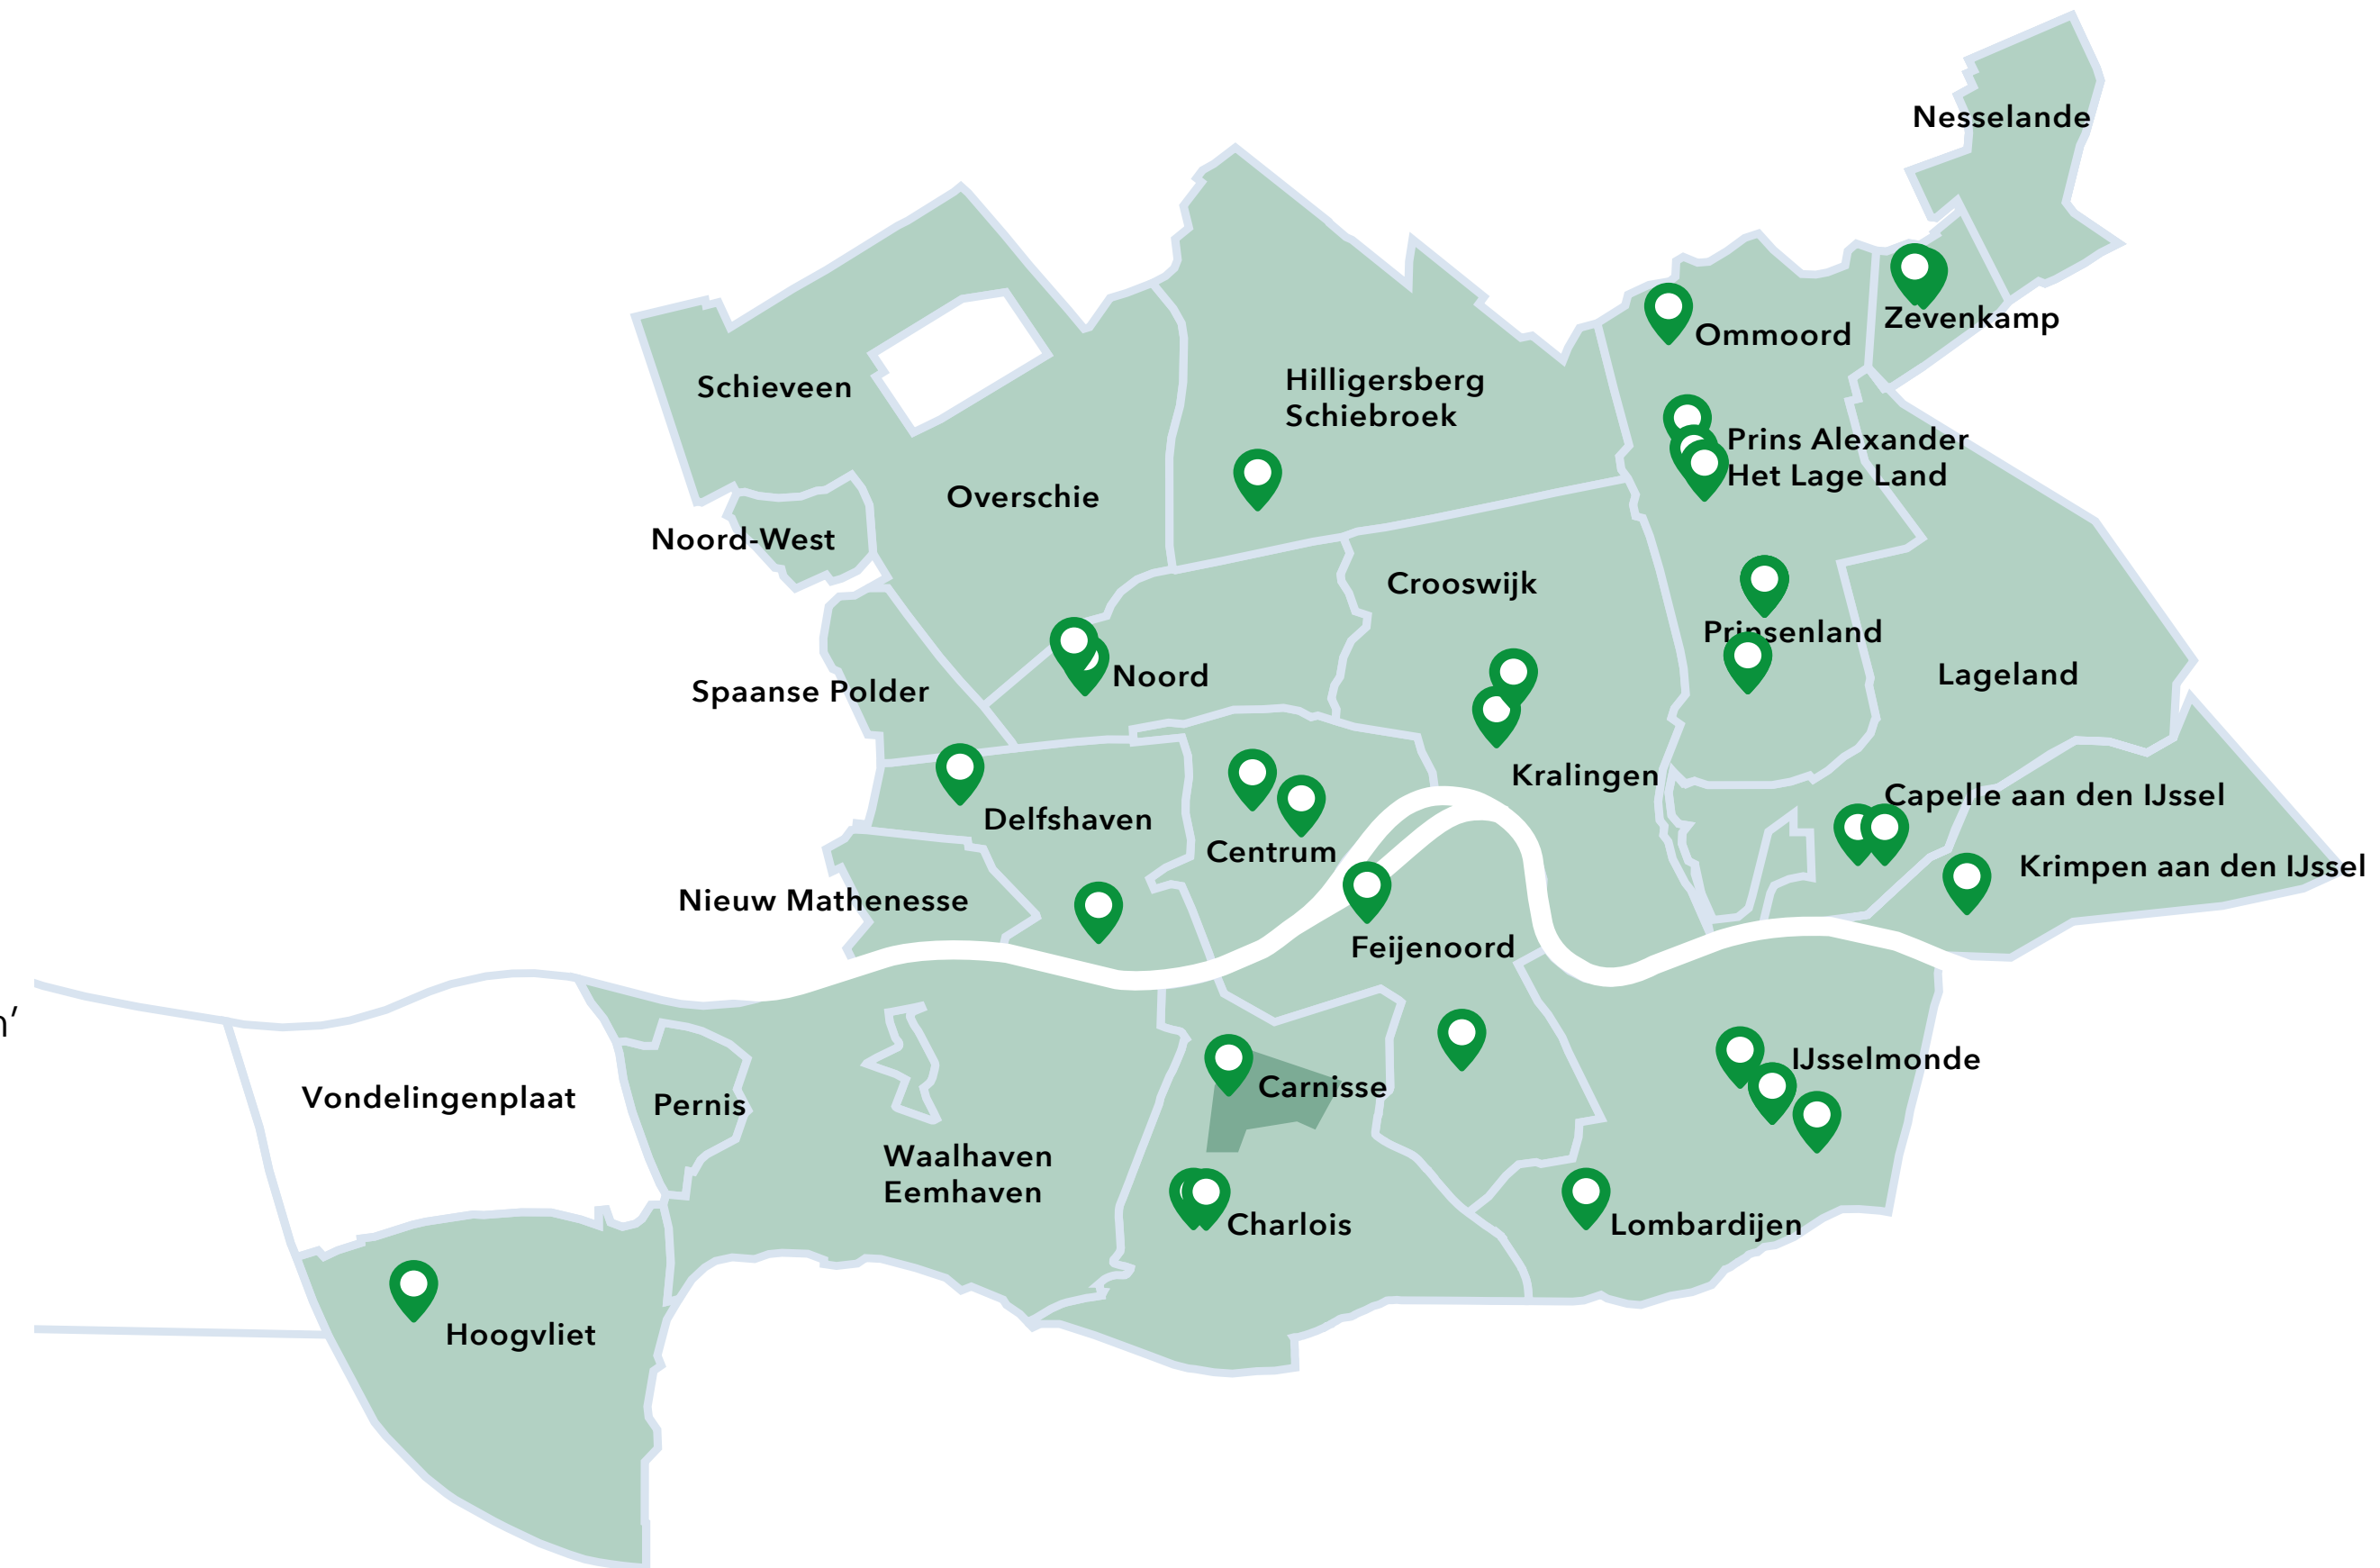 Nesselande
Zevenkamp
Ommoord
Hilligersberg
Schiebroek
Schieveen
Prins Alexander
Het Lage Land
Overschie
Noord-West
Crooswijk
Prinsenland
Noord
Lageland
Spaanse Polder
Kralingen
Capelle aan den IJssel
Delfshaven
Centrum
Krimpen aan den IJssel
Nieuw Mathenesse
Feijenoord
n’
IJsselmonde
Carnisse
Vondelingenplaat
Pernis
Waalhaven
Eemhaven
Charlois
Lombardijen
Hoogvliet